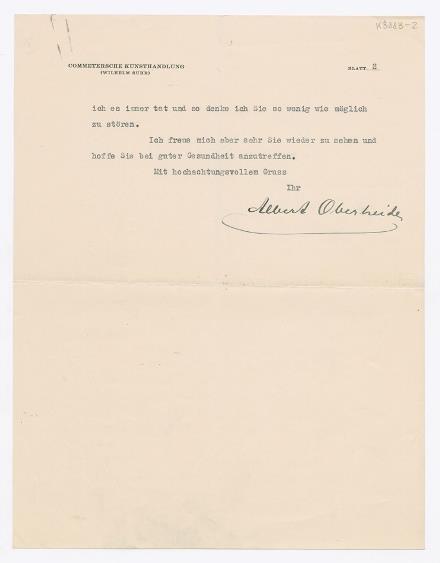 K3883-2
COMMETERSCHE KUNSTHANDLUNG
(WILHELM SUHR)
BLATT 2
ich es immer tat und so denke ich Sie so wenig wie möglich
zu stören.
Ich freue mich aber sehr Sie wieder zu sehen und
hoffe Sie bei guter Gesundheit anzutreffen.
Mit hochachtungsvollem Gruss
Ihr
Albert Oberheide